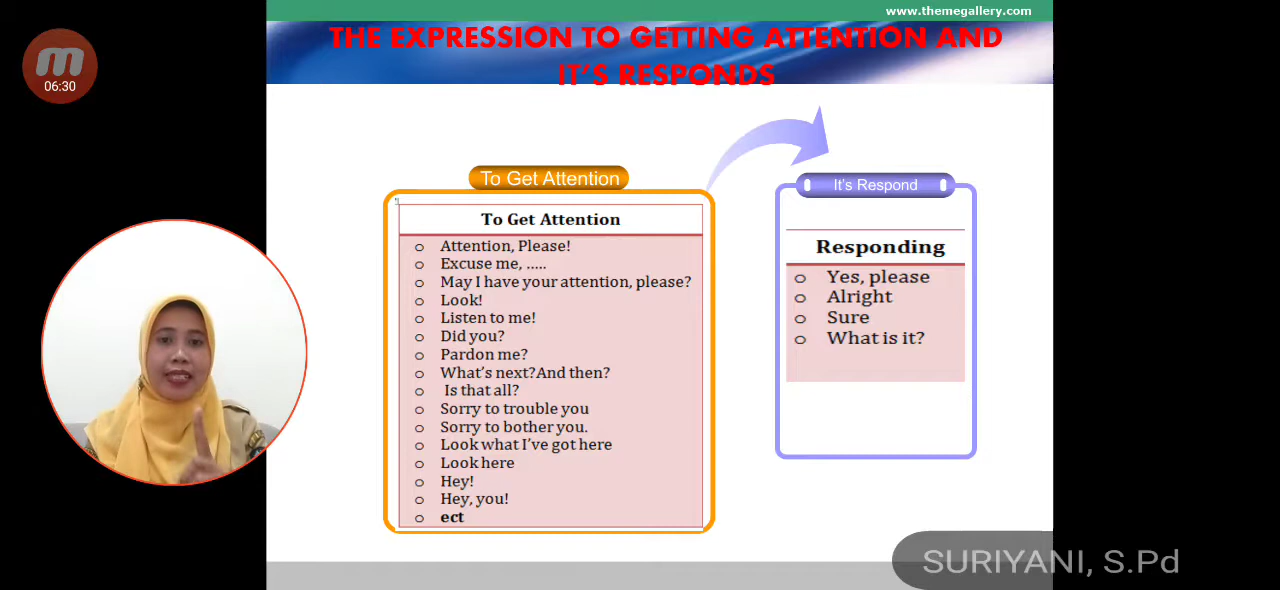 www.themegallery.com
THE EXPRESSION TO GETTING ATTENTION AND
IT'S RESPONDS
06:30
To Get Attention
To Get Attention
Attention, Please!
Excuse me, .....
May I have your attention, please?
Look!
Listen to me!
Did you?
Pardon me?
What's next?And then?
Is that all?
Sorry to trouble you
Sorry to bother you.
Look what I've got here
Look here
Hey!
Hey, you!
ect
It's Respond
Responding
Yes, please
Alright
Sure
What is it?
SURIYANI, S.Pd